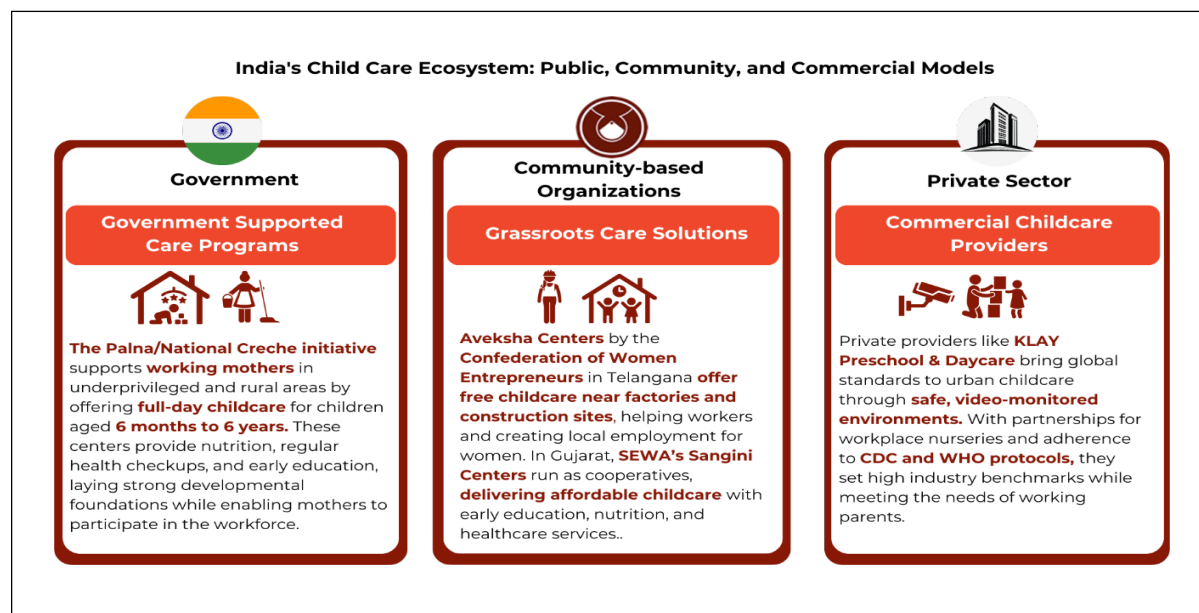 India's Child Care Ecosystem: Public, Community, and Commercial Models
Government
Government Supported
Care Programs
The Palna/National Creche initiative
supports working mothers in
underprivileged and rural areas by
offering full-day childcare for children
aged 6 months to 6 years. These
centers provide nutrition, regular
health checkups, and early education,
laying strong developmental
foundations while enabling mothers to
participate in the workforce.
Community-based
Organizations
Grassroots Care Solutions
Aveksha Centers by the
Confederation of Women
Entrepreneurs in Telangana offer
free childcare near factories and
construction sites, helping workers
and creating local employment for
women. In Gujarat, SEWA's Sangini
Centers run as cooperatives,
delivering affordable childcare with
early education, nutrition, and
healthcare services..
Private Sector
Commercial Childcare
Providers
Private providers like KLAY
Preschool & Daycare bring global
standards to urban childcare
through safe, video-monitored
environments. With partnerships for
workplace nurseries and adherence
to CDC and WHO protocols, they
set high industry benchmarks while
meeting the needs of working
parents.